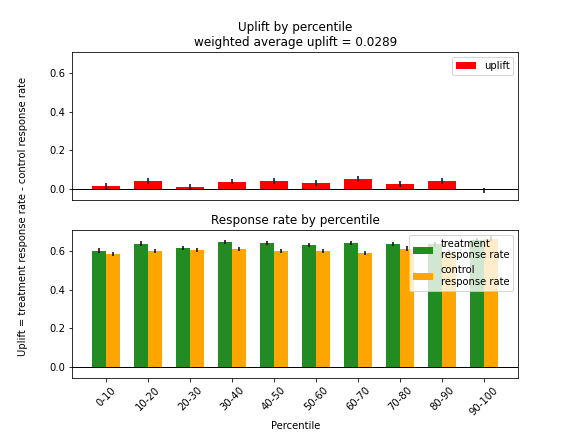 Uplift by percentile
weighted average uplift = 0.0289
uplift
0.6
0.4
0.2
0.0
Uplift = treatment response rate - control response rate
Response rate by percentile
treatment
response rate
control
response rate
0.6
0.4
0.2
0.0
0-10
10-20
20-30
30-40
40-50
50-60
60-70
70-80
80-90
90-100
Percentile